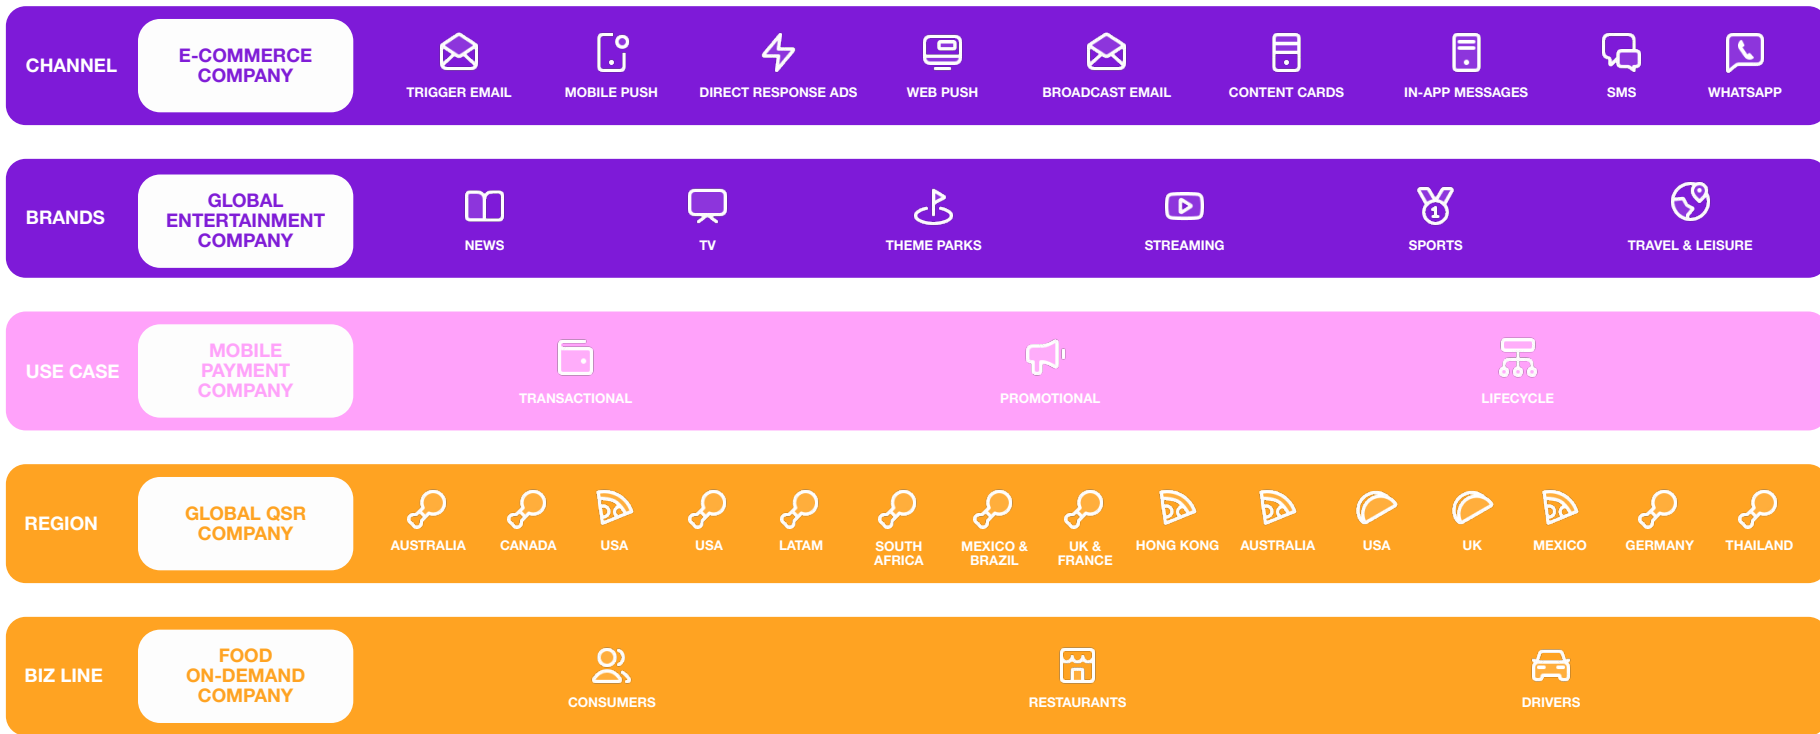 CHANNEL
E-COMMERCE
COMPANY
TRIGGER EMAIL
MOBILE PUSH
DIRECT RESPONSE ADS
WEB PUSH
BROADCAST EMAIL
CONTENT CARDS
IN-APP MESSAGES
SMS
WHATSAPP
BRANDS
GLOBAL
ENTERTAINMENT
COMPANY
NEWS
TV
THEME PARKS
STREAMING
1
SPORTS
TRAVEL & LEISURE
USE CASE
MOBILE
PAYMENT
COMPANY
TRANSACTIONAL
PROMOTIONAL
LIFECYCLE
REGION
GLOBAL QSR
COMPANY
AUSTRALIA
CANADA
USA
USA
LATAM
SOUTH
AFRICA
MEXICO &
BRAZIL
UK &
FRANCE
HONG KONG
AUSTRALIA
USA
UK
MEXICO
GERMANY
THAILAND
BIZ LINE
FOOD
ON-DEMAND
COMPANY
CONSUMERS
RESTAURANTS
DRIVERS